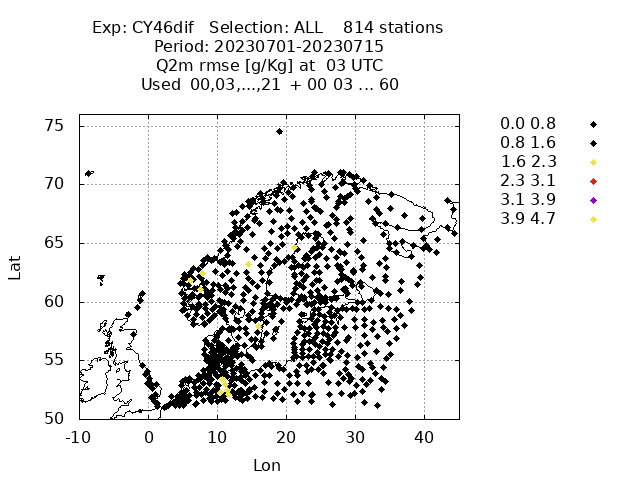 Exp: CY46dif   Selection: ALL    814 stations
Period: 20230701-20230715
Q2m rmse [g/Kg] at  03 UTC
Used  00,03,...,21  + 00 03 ... 60
0.0 0.8
0.8 1.6
1.6 2.3
2.3 3.1
3.1 3.9
3.9 4.7
75
70
65
60
55
50
Lat
-10 0 10 20 30 40
Lon